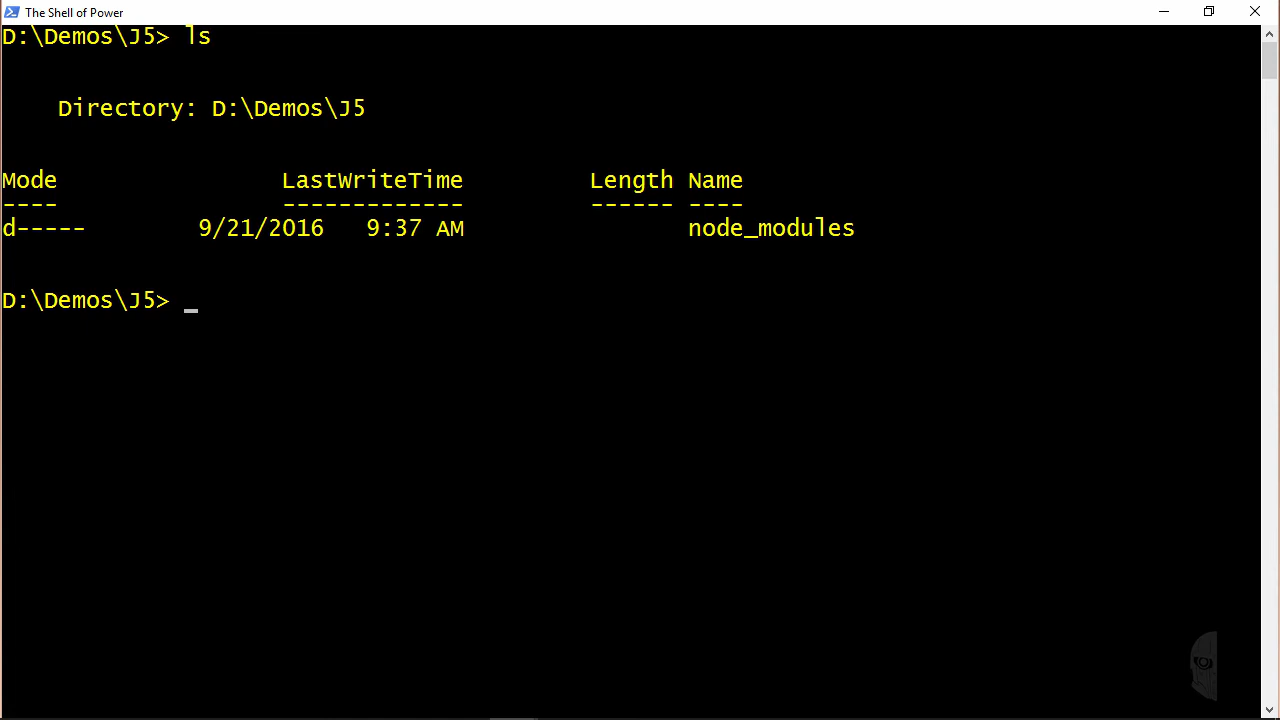 The Shell of Power
D:\Demos\J5> ls
Directory: D:\Demos\J5
Mode                LastWriteTime         Length Name
----                -------------         ------ ----
d-----        9/21/2016   9:37 AM                node_modules
D:\Demos\J5> _